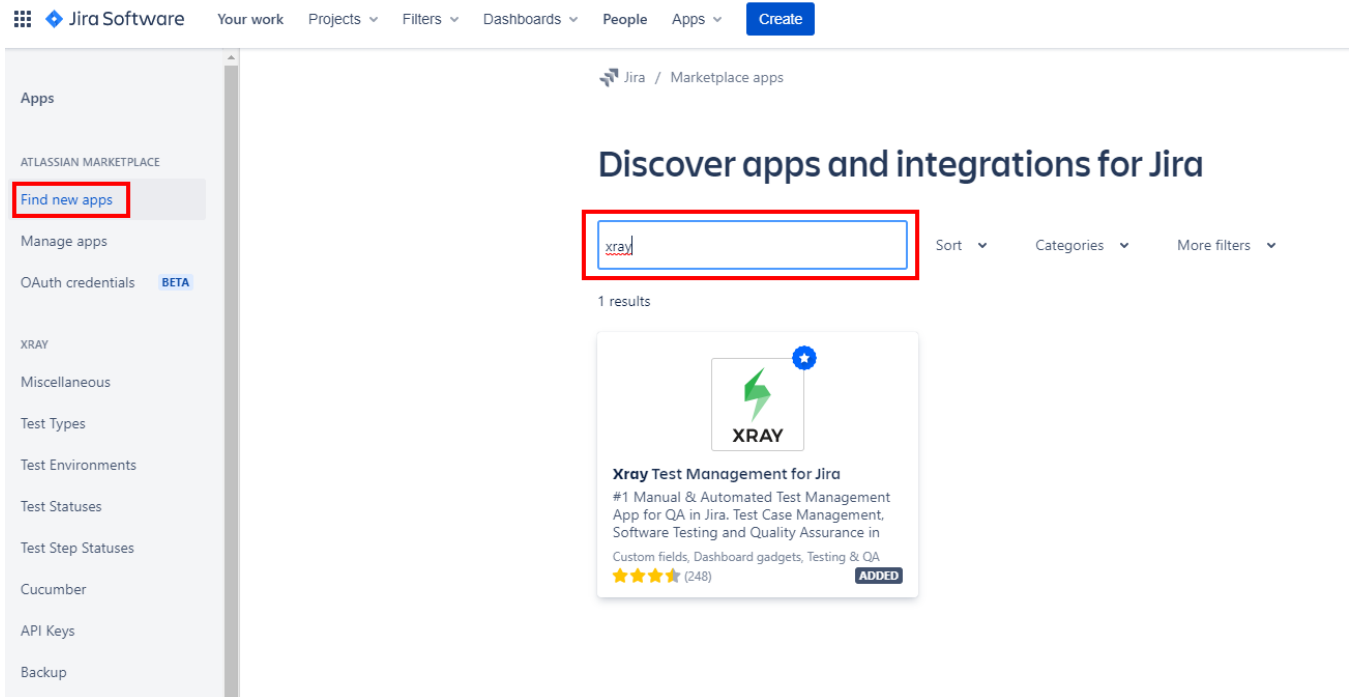 Jira Software Your work Projects Filters Dashboards People Apps Create
Apps
ATLASSIAN MARKETPLACE
Find new apps
Manage apps
OAuth credentials BETA
XRAY
Miscellaneous
Test Types
Test Environments
Test Statuses
Test Step Statuses
Cucumber
API Keys
Backup
Jira / Marketplace apps
Discover apps and integrations for Jira
xray Sort Categories More filters
1 results
XRAY
Xray Test Management for Jira
#1 Manual & Automated Test Management
App for QA in Jira. Test Case Management,
Software Testing and Quality Assurance in
Custom fields, Dashboard gadgets, Testing & QA
(248) ADDED